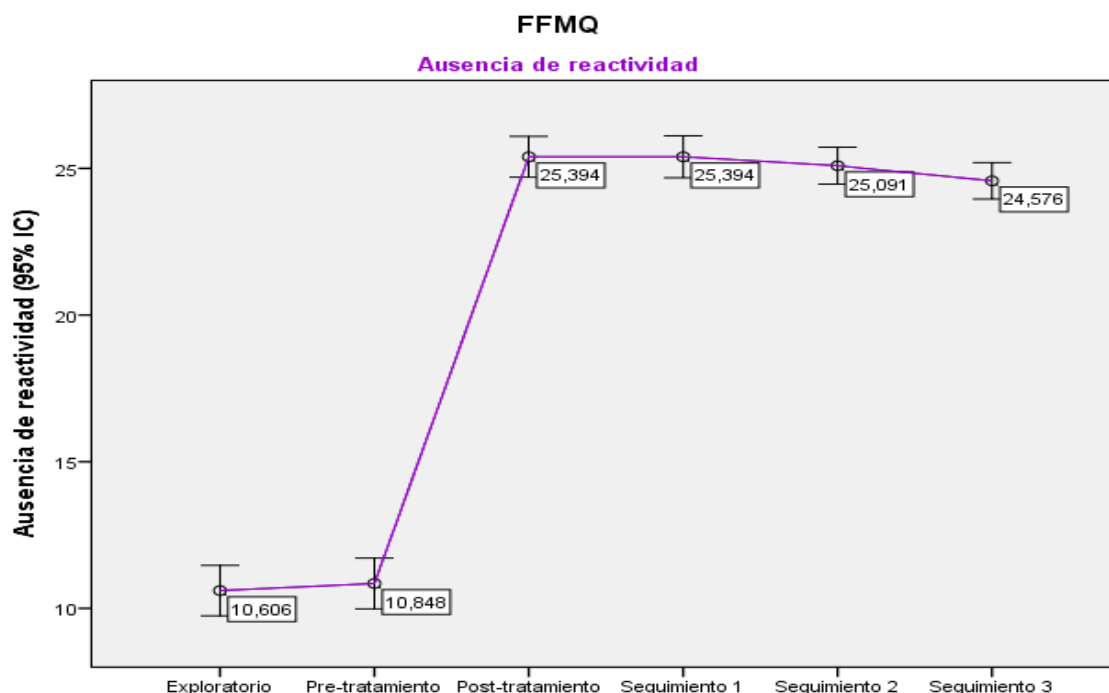 FFMQ
Ausencia de reactividad
Ausencia de reactividad (95% IC)
25
20
15
10
10,606
10,848
25,394
25,394
25,091
24,576
Exploratorio Pre-tratamiento Post-tratamiento Seguimiento 1 Seguimiento 2 Seguimiento 3